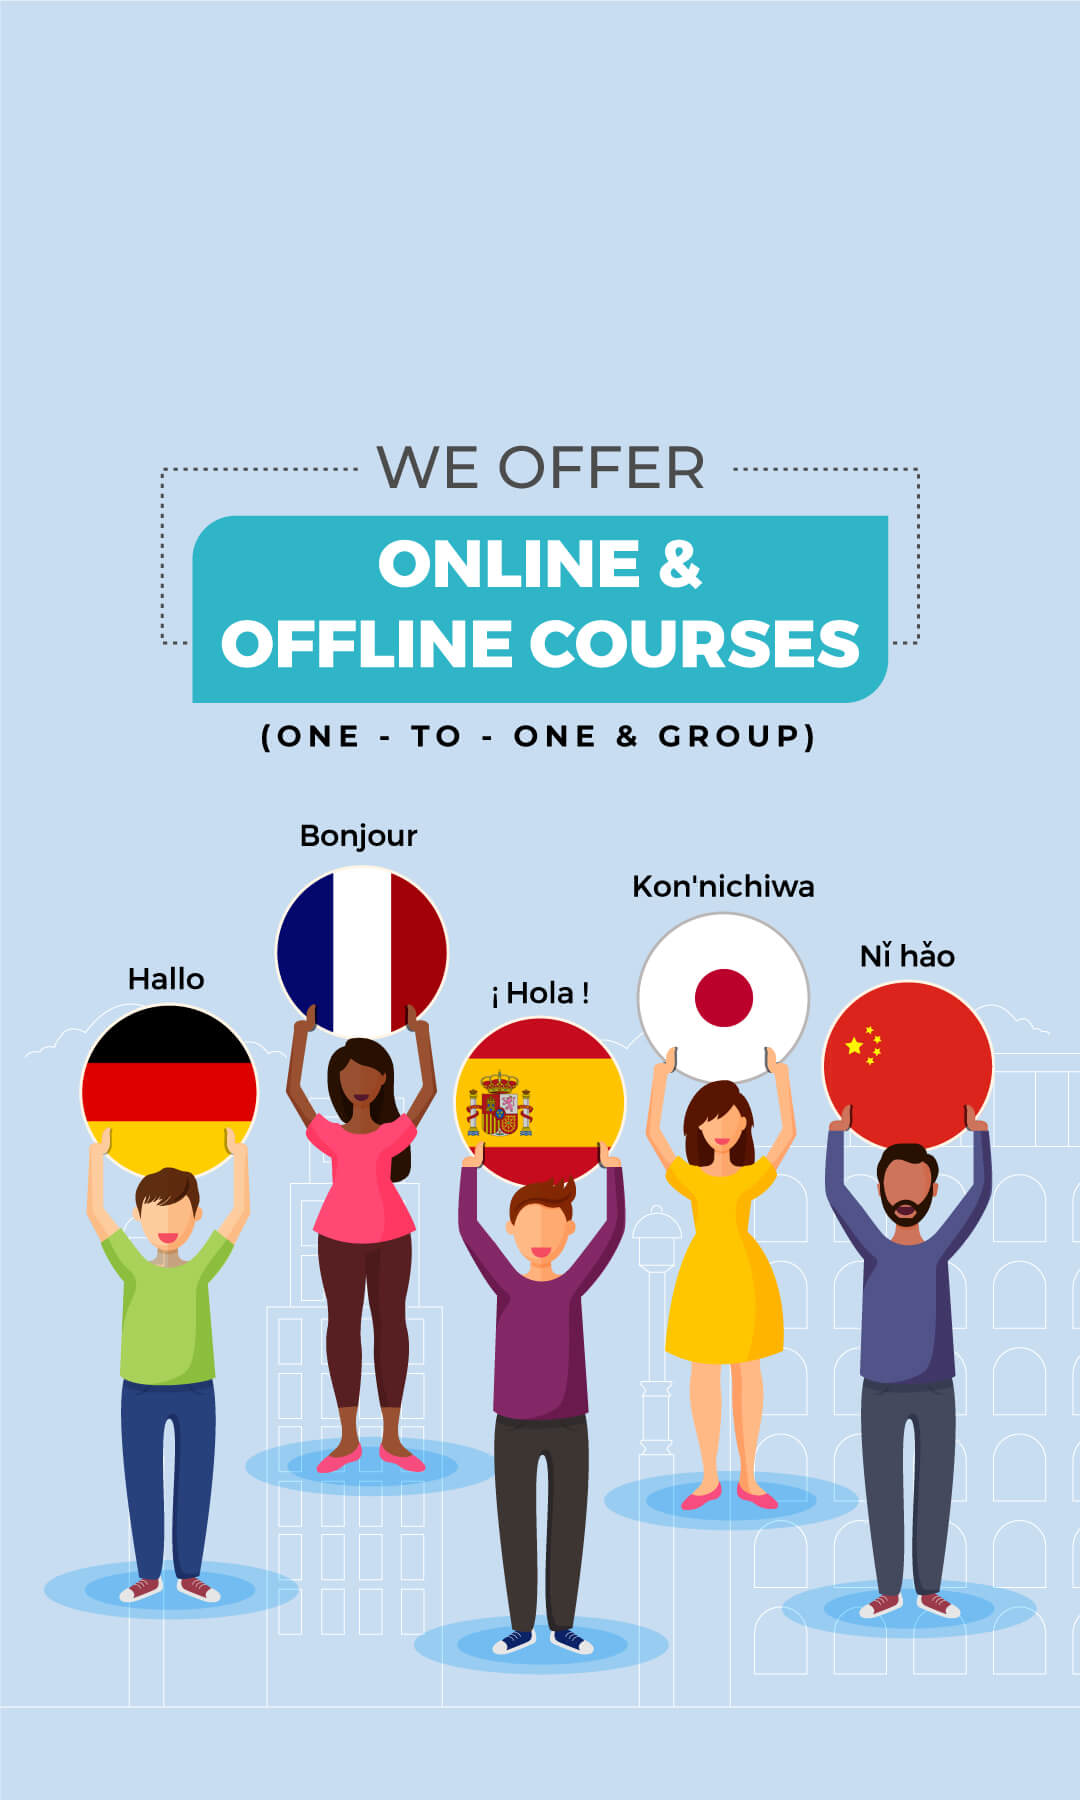 WE OFFER
ONLINE &
OFFLINE COURSES
(ONE - TO - ONE & GROUP)
Bonjour
Kon'nichiwa
Nǐ hǎo
Hallo
¡ Hola !